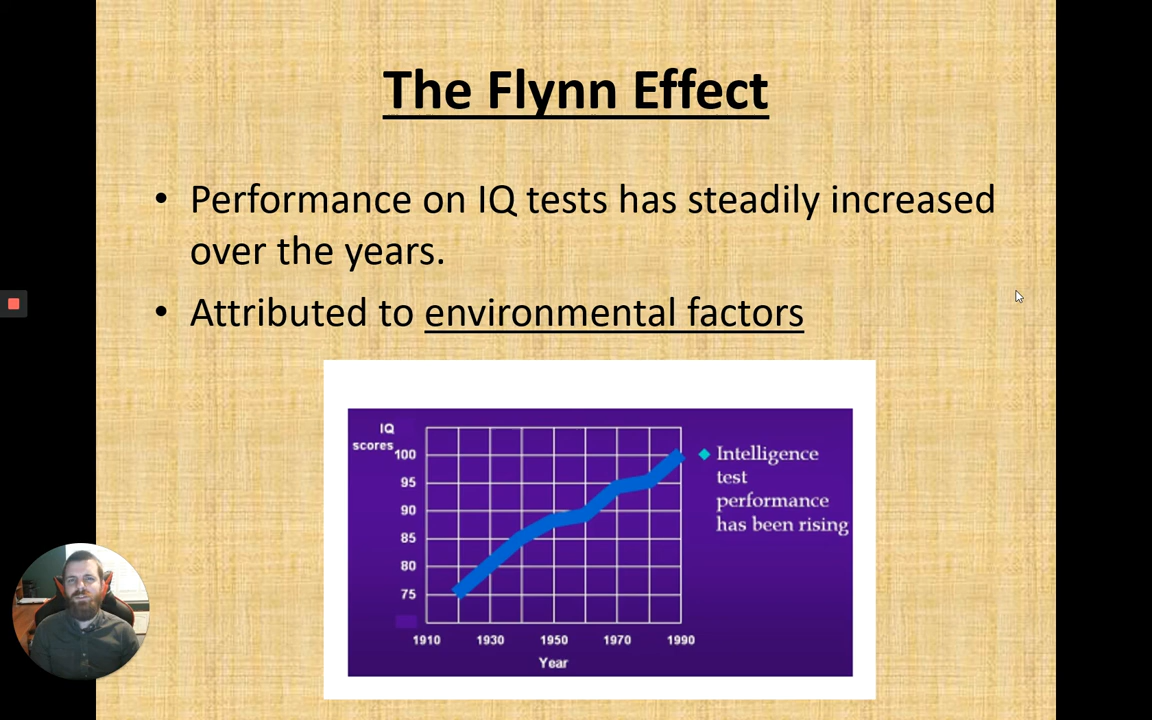 The Flynn Effect
• Performance on IQ tests has steadily increased
over the years.
• Attributed to environmental factors
IQ
scores
100
95
90
85
80
75
Intelligence
test
performance
has been rising
1910 1930 1950 1970 1990
Year